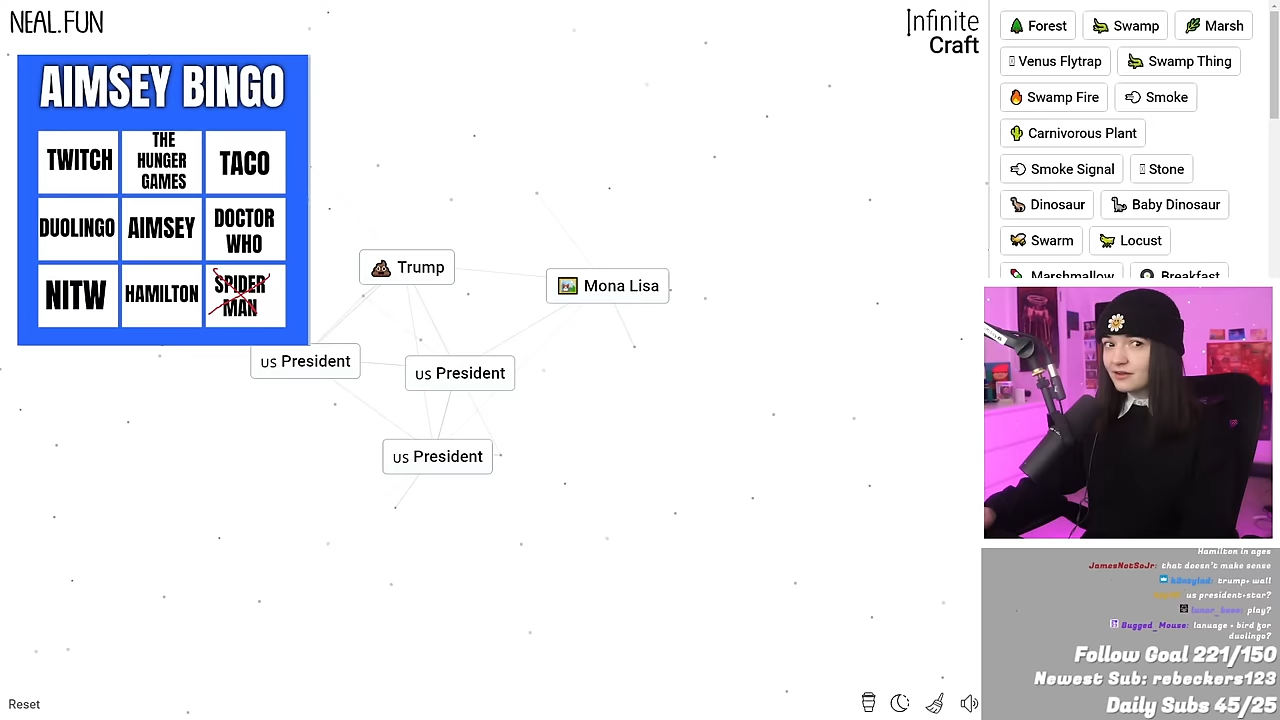 NEAL.FUN
Infinite
Craft
AIMSEY BINGO
TWITCH
THE
HUNGER
GAMES
TACO
DUOLINGO
AIMSEY
DOCTOR
WHO
NITW
HAMILTON
SPIDER
MAN
Trump
Mona Lisa
US President
US President
US President
Forest
Swamp
Marsh
Venus Flytrap
Swamp Thing
Swamp Fire
Smoke
Carnivorous Plant
Smoke Signal
Stone
Dinosaur
Baby Dinosaur
Swarm
Locust
Marshmallow
Breakfast
Hamilton in ages
JamesNotSoJr: that doesn't make sense
trump+ wall
us president+star?
play?
Bugged_Mouse: lanuage + bird for
duolingo?
Follow Goal 221/150
Newest Sub: rebeckers123
Daily Subs 45/25
Reset